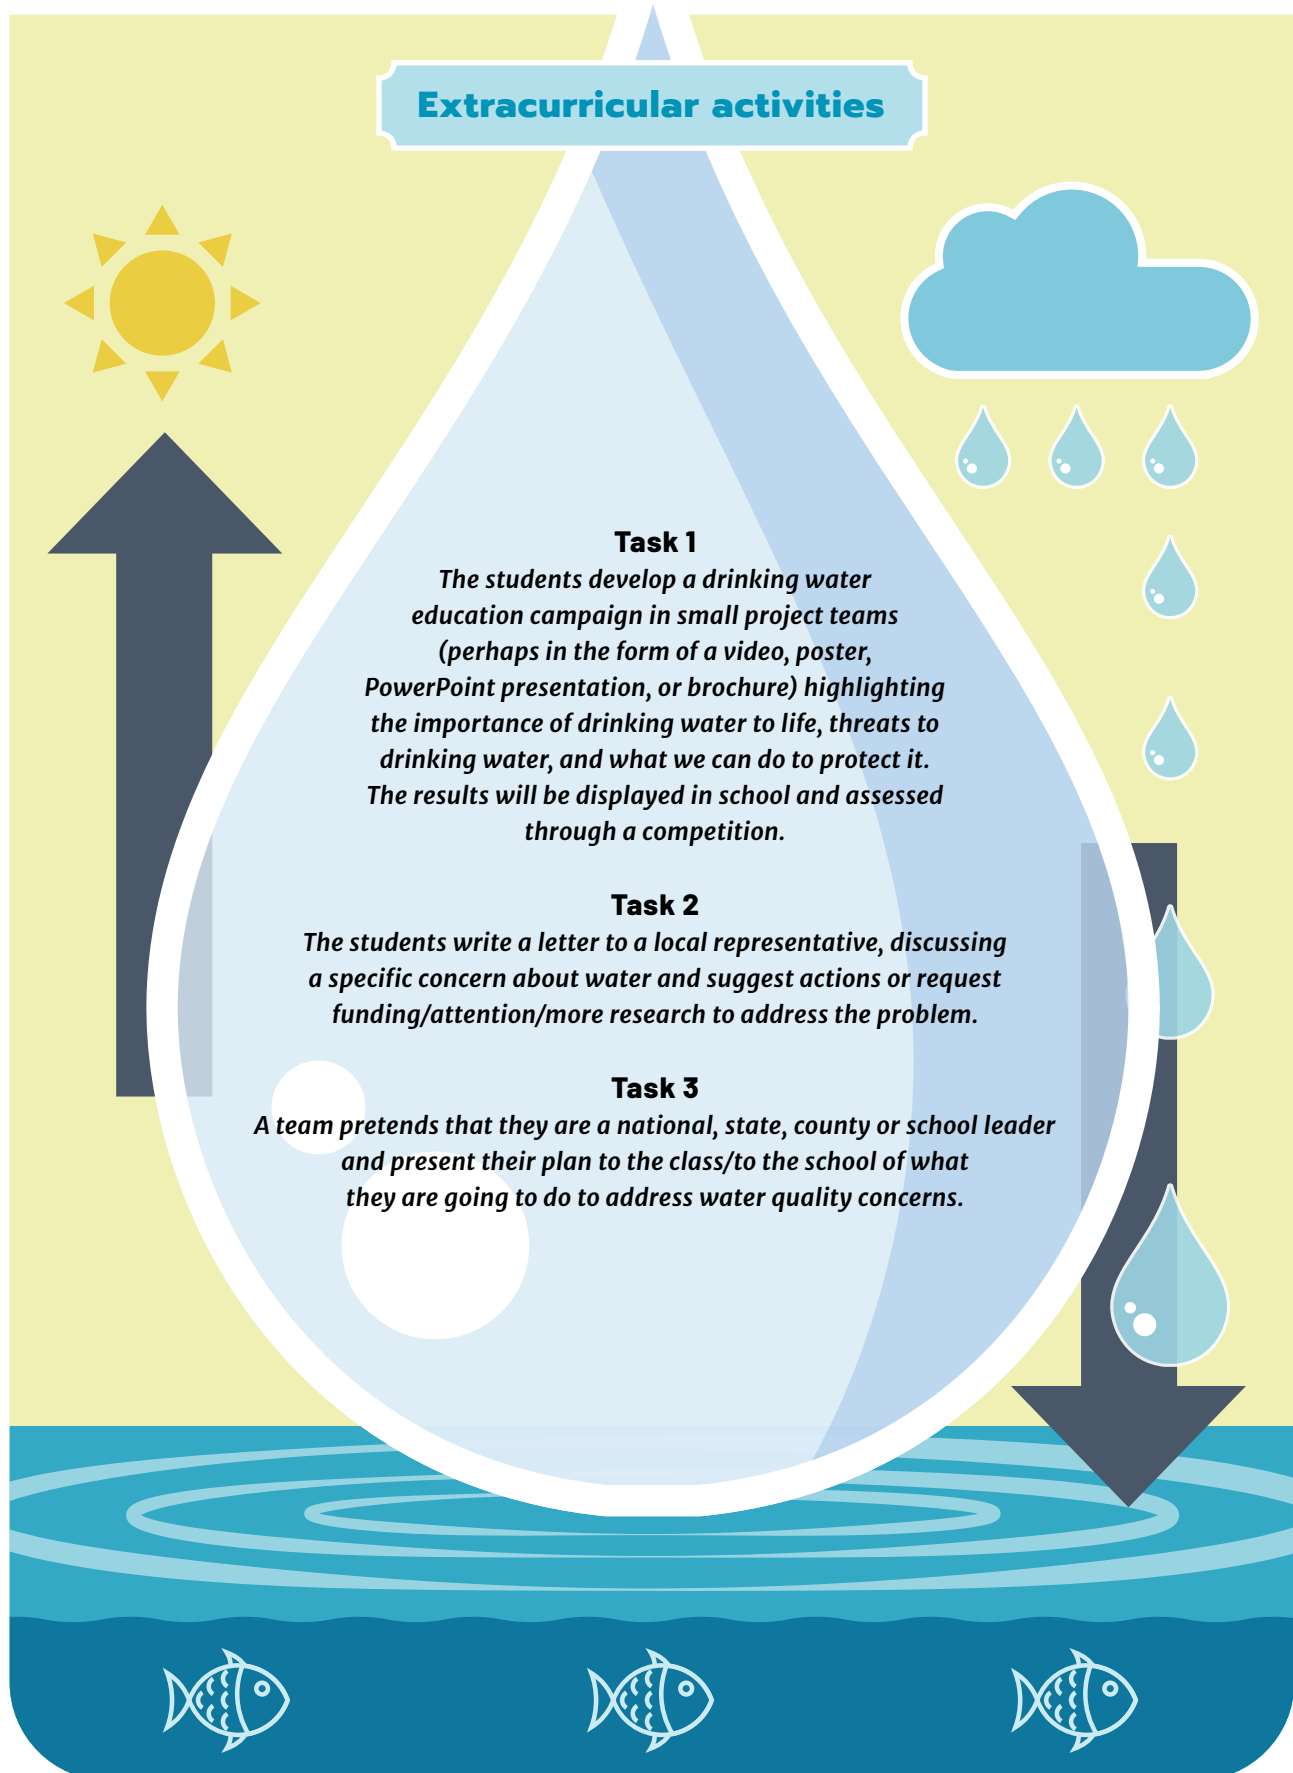 Extracurricular activities
Task 1
The students develop a drinking water
education campaign in small project teams
(perhaps in the form of a video, poster,
PowerPoint presentation, or brochure) highlighting
the importance of drinking water to life, threats to
drinking water, and what we can do to protect it.
The results will be displayed in school and assessed
through a competition.
Task 2
The students write a letter to a local representative, discussing
a specific concern about water and suggest actions or request
funding/attention/more research to address the problem.
Task 3
A team pretends that they are a national, state, county or school leader
and present their plan to the class/to the school of what
they are going to do to address water quality concerns.